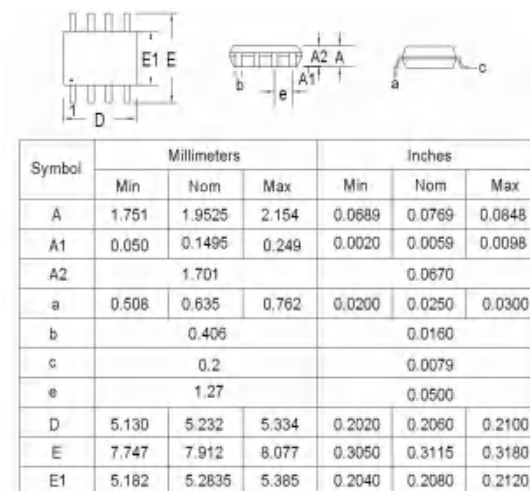 E1 E
A2 A
A1
b
e
a
c
1
D
Symbol Millimeters Inches
Min Nom Max Min Nom Max
A 1.751 1.9525 2.154 0.0689 0.0769 0.0848
A1 0.050 0.1495 0.249 0.0020 0.0059 0.0098
A2 1.701 0.0670
a 0.508 0.635 0.762 0.0200 0.0250 0.0300
b 0.406 0.0160
c 0.2 0.0079
e 1.27 0.0500
D 5.130 5.232 5.334 0.2020 0.2060 0.2100
E 7.747 7.912 8.077 0.3050 0.3115 0.3180
E1 5.182 5.2835 5.385 0.2040 0.2080 0.2120